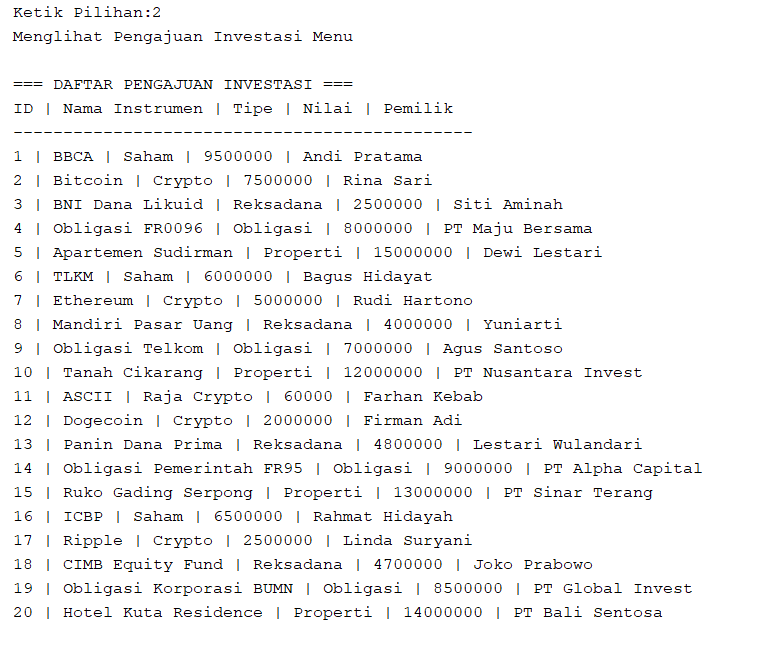 Ketik Pilihan:2
Menglihat Pengajuan Investasi Menu
=== DAFTAR PENGAJUAN INVESTASI ===
ID | Nama Instrumen | Tipe | Nilai | Pemilik
----------------------------------------------
1 | BBCA | Saham | 9500000 | Andi Pratama
2 | Bitcoin | Crypto | 7500000 | Rina Sari
3 | BNI Dana Likuid | Reksadana | 2500000 | Siti Aminah
4 | Obligasi FR0096 | Obligasi | 8000000 | PT Maju Bersama
5 | Apartemen Sudirman | Properti | 15000000 | Dewi Lestari
6 | TLKM | Saham | 6000000 | Bagus Hidayat
7 | Ethereum | Crypto | 5000000 | Rudi Hartono
8 | Mandiri Pasar Uang | Reksadana | 4000000 | Yuniarti
9 | Obligasi Telkom | Obligasi | 7000000 | Agus Santoso
10 | Tanah Cikarang | Properti | 12000000 | PT Nusantara Invest
11 | ASCII | Raja Crypto | 60000 | Farhan Kebab
12 | Dogecoin | Crypto | 2000000 | Firman Adi
13 | Panin Dana Prima | Reksadana | 4800000 | Lestari Wulandari
14 | Obligasi Pemerintah FR95 | Obligasi | 9000000 | PT Alpha Capital
15 | Ruko Gading Serpong | Properti | 13000000 | PT Sinar Terang
16 | ICBP | Saham | 6500000 | Rahmat Hidayah
17 | Ripple | Crypto | 2500000 | Linda Suryani
18 | CIMB Equity Fund | Reksadana | 4700000 | Joko Prabowo
19 | Obligasi Korporasi BUMN | Obligasi | 8500000 | PT Global Invest
20 | Hotel Kuta Residence | Properti | 14000000 | PT Bali Sentosa